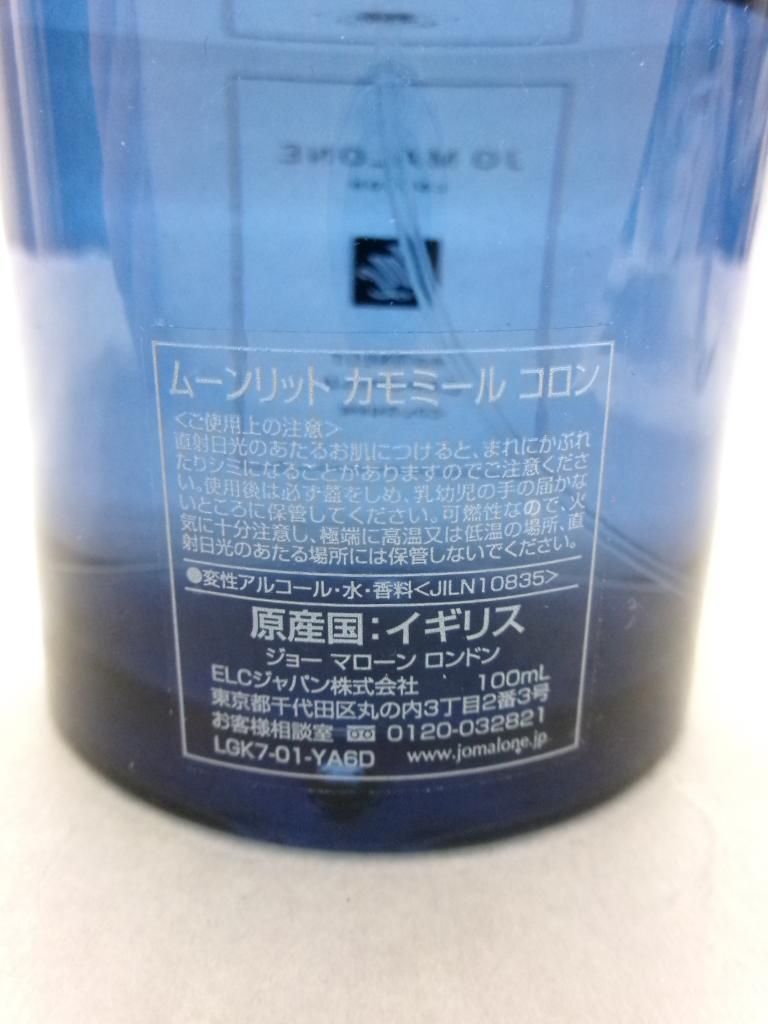 JO MALONE
ムーンリット カモミール コロン
<ご使用上の注意>
直射日光のあたるお肌につけると、まれにかぶれ
たりシミになることがありますのでご注意くださ
い。使用後は必ず蓋をしめ、乳幼児の手の届かな
いところに保管してください。可燃性なので、火
気に十分注意し、極端に高温又は低温の場所、直
射日光のあたる場所には保管しないでください。
●変性アルコール・水・香料<JILN10835>
原産国:イギリス
ジョー マローン ロンドン
ELCジャパン株式会社 100mL
東京都千代田区丸の内3丁目2番3号
お客様相談室 0120-032821
LGK7-01-YA6D www.jomalone.jp